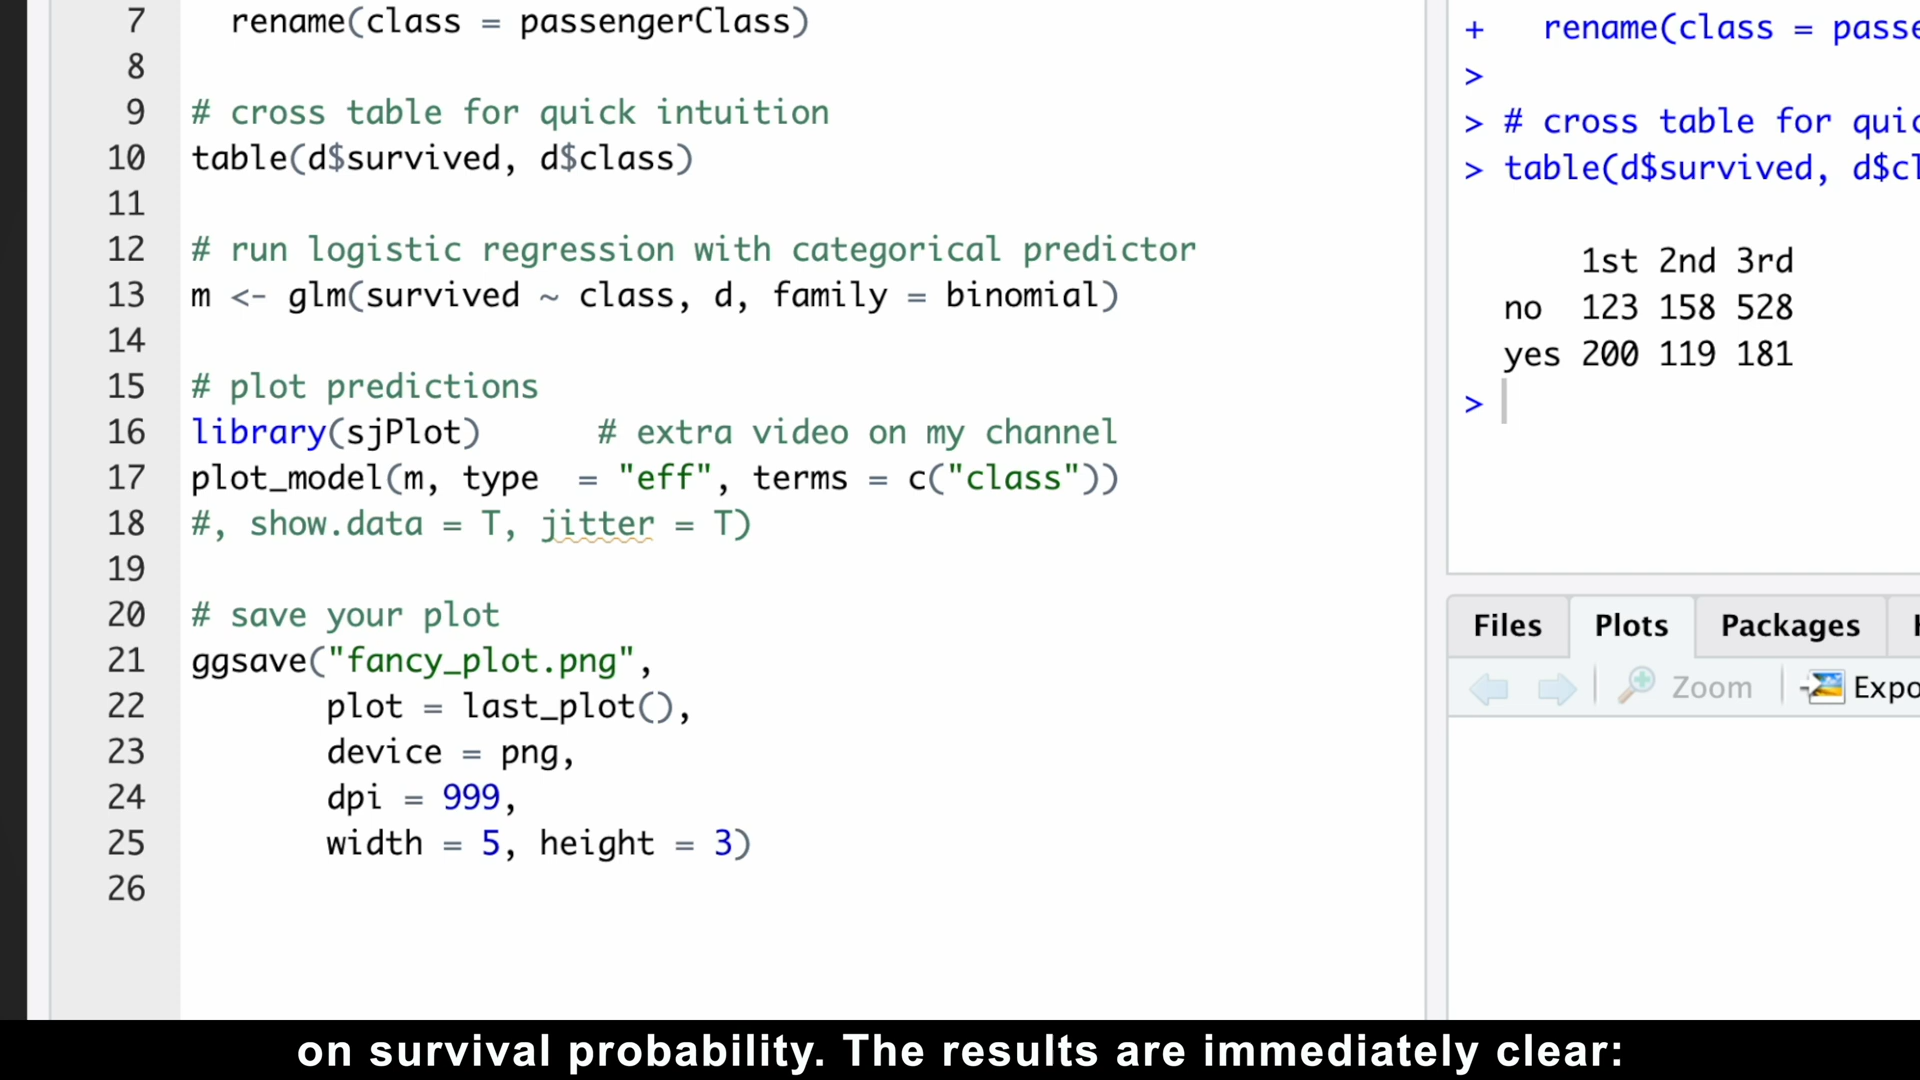 7 rename(class = passengerClass)
8
9 # cross table for quick intuition
10 table(d$survived, d$class)
11
12 # run logistic regression with categorical predictor
13 m <- glm(survived ~ class, d, family = binomial)
14
15 # plot predictions
16 library(sjPlot) # extra video on my channel
17 plot_model(m, type = "eff", terms = c("class"))
18 #, show.data = T, jitter = T)
19
20 # save your plot
21 ggsave("fancy_plot.png",
22 plot = last_plot(),
23 device = png,
24 dpi = 999,
25 width = 5, height = 3)
26
+ rename(class = passe
>
> # cross table for quic
> table(d$survived, d$cl
1st 2nd 3rd
no 123 158 528
yes 200 119 181
>
Files Plots Packages
Zoom Expo
on survival probability. The results are immediately clear: